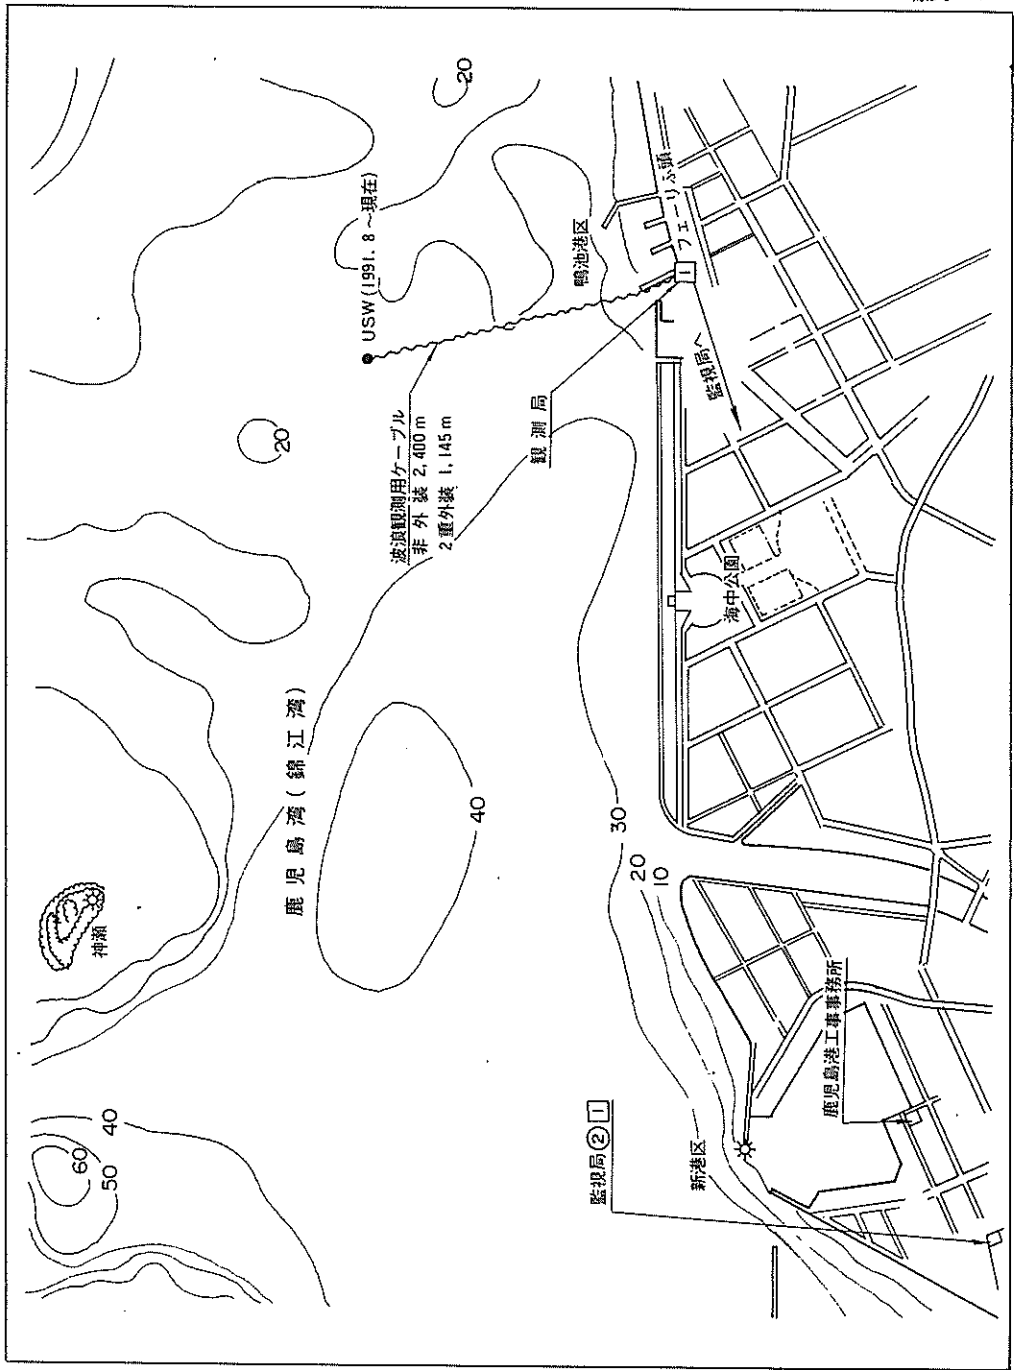 20
USW (1991. 8 ~現在)
20
波浪観測用ケーブル
非外装 2,400 m
2重外装 1,145 m
観測局
鴨池港区
フェーリふ頭
1
監視局へ
海中公園
鹿児島湾(錦江湾)
神瀬
40
30
20
10
40
60
50
監視局② 1
新港区
鹿児島港工事事務所